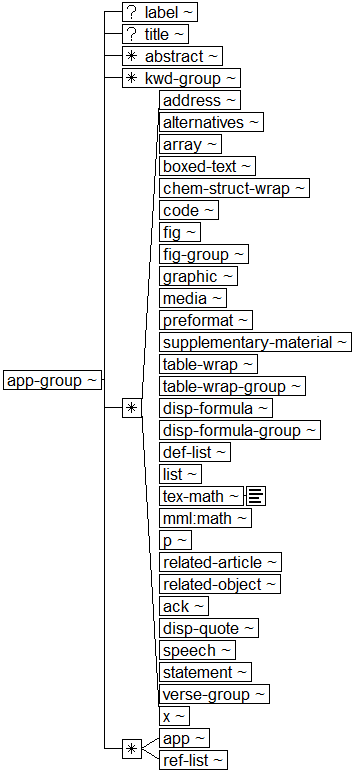 ? label ~
? title ~
* abstract ~
* kwd-group ~
address ~
alternatives ~
array ~
boxed-text ~
chem-struct-wrap ~
code ~
fig ~
fig-group ~
graphic ~
media ~
preformat ~
supplementary-material ~
table-wrap ~
table-wrap-group ~
app-group ~
* disp-formula ~
disp-formula-group ~
def-list ~
list ~
tex-math ~
mml:math ~
p ~
related-article ~
related-object ~
ack ~
disp-quote ~
speech ~
statement ~
verse-group ~
x ~
app ~
*
ref-list ~